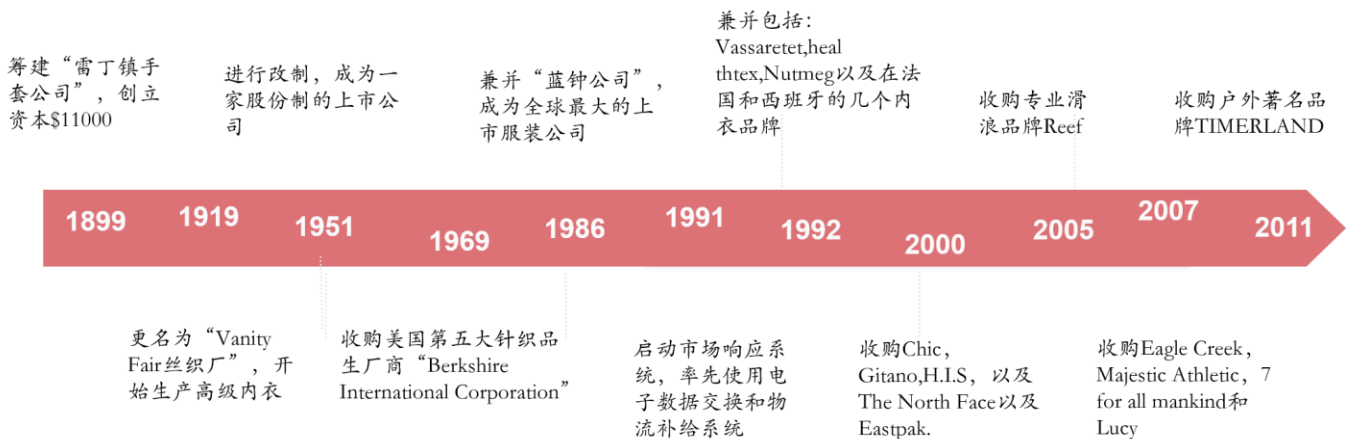 筹建“雷丁镇手
套公司”，创立
资本$11000
进行改制，成为一
家股份制的上市公
司
兼并“蓝钟公司”，
成为全球最大的上
市服装公司
兼并包括：
Vassaretet,heal
thtex,Nutmeg以及在法
国和西班牙的几个内
衣品牌
收购专业滑
浪品牌Reef
收购户外著名品
牌TIMERLAND
1899
1919
1951
1969
1986
1991
1992
2000
2005
2007
2011
更名为“Vanity
Fair丝织厂”，开
始生产高级内衣
收购美国第五大针织品
生厂商“Berkshire
International Corporation”
启动市场响应系
统，率先使用电
子数据交换和物
流补给系统
收购Chic，
Gitano,H.I.S，以及
The North Face以及
Eastpak.
收购Eagle Creek，
Majestic Athletic，7
for all mankind和
Lucy